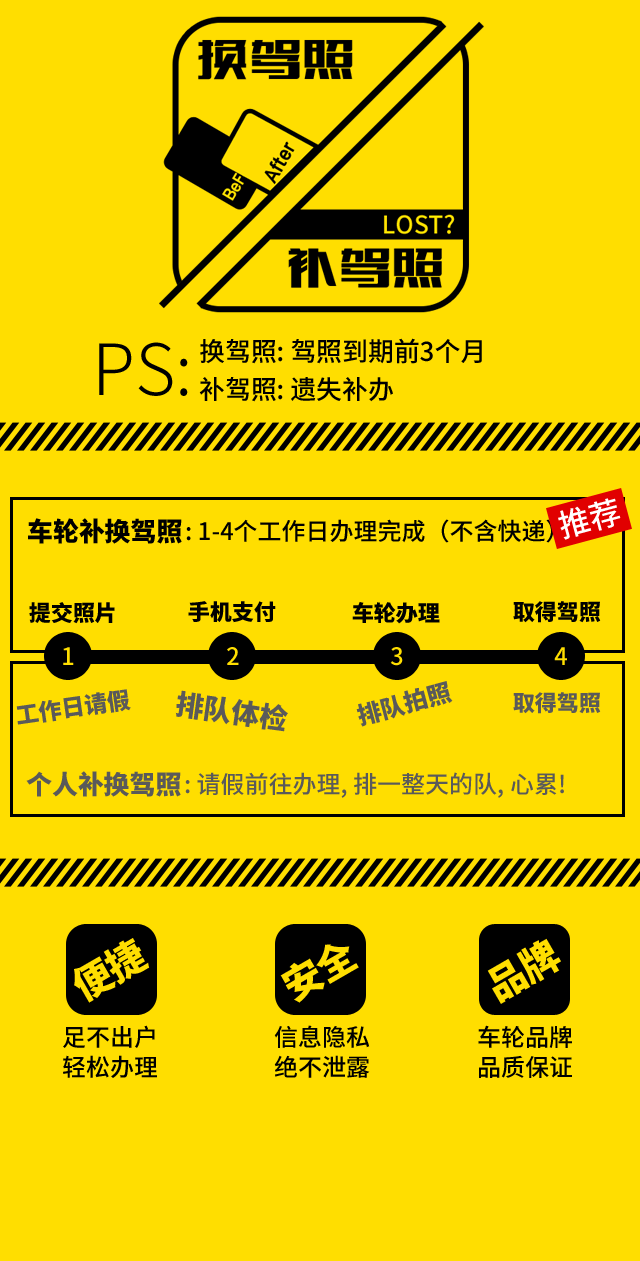 换驾照
BeF
After
LOST?
补驾照
PS:
换驾照: 驾照到期前3个月
补驾照: 遗失补办
车轮补换驾照: 1-4个工作日办理完成（不含快递）
推荐
提交照片 手机支付 车轮办理 取得驾照
1 2 3 4
工作日请假 排队体检 排队拍照 取得驾照
个人补换驾照: 请假前往办理, 排一整天的队, 心累!
便捷 安全 品牌
足不出户 信息隐私 车轮品牌
轻松办理 绝不泄露 品质保证